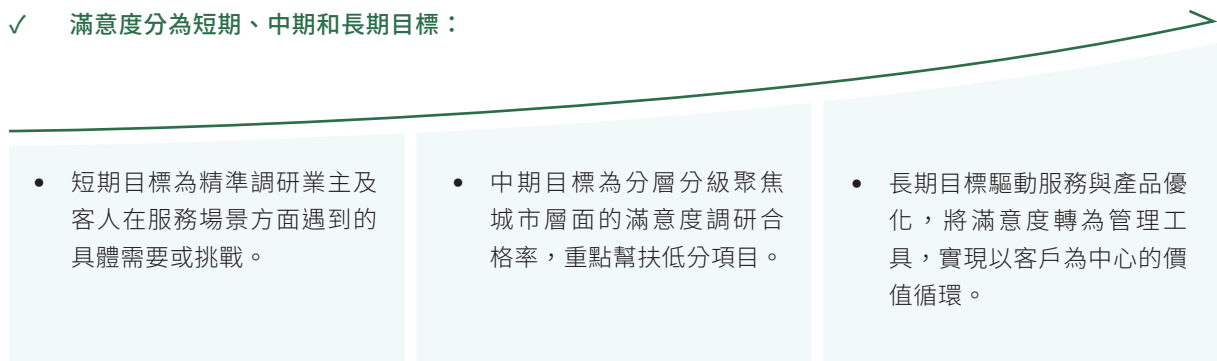 ✓ 滿意度分為短期、中期和長期目標：
• 短期目標為精準調研業主及
客人在服務場景方面遇到的
具體需要或挑戰。
• 中期目標為分層分級聚焦
城市層面的滿意度調研合
格率，重點幫扶低分項目。
• 長期目標驅動服務與產品優
化，將滿意度轉為管理工
具，實現以客戶為中心的價
值循環。